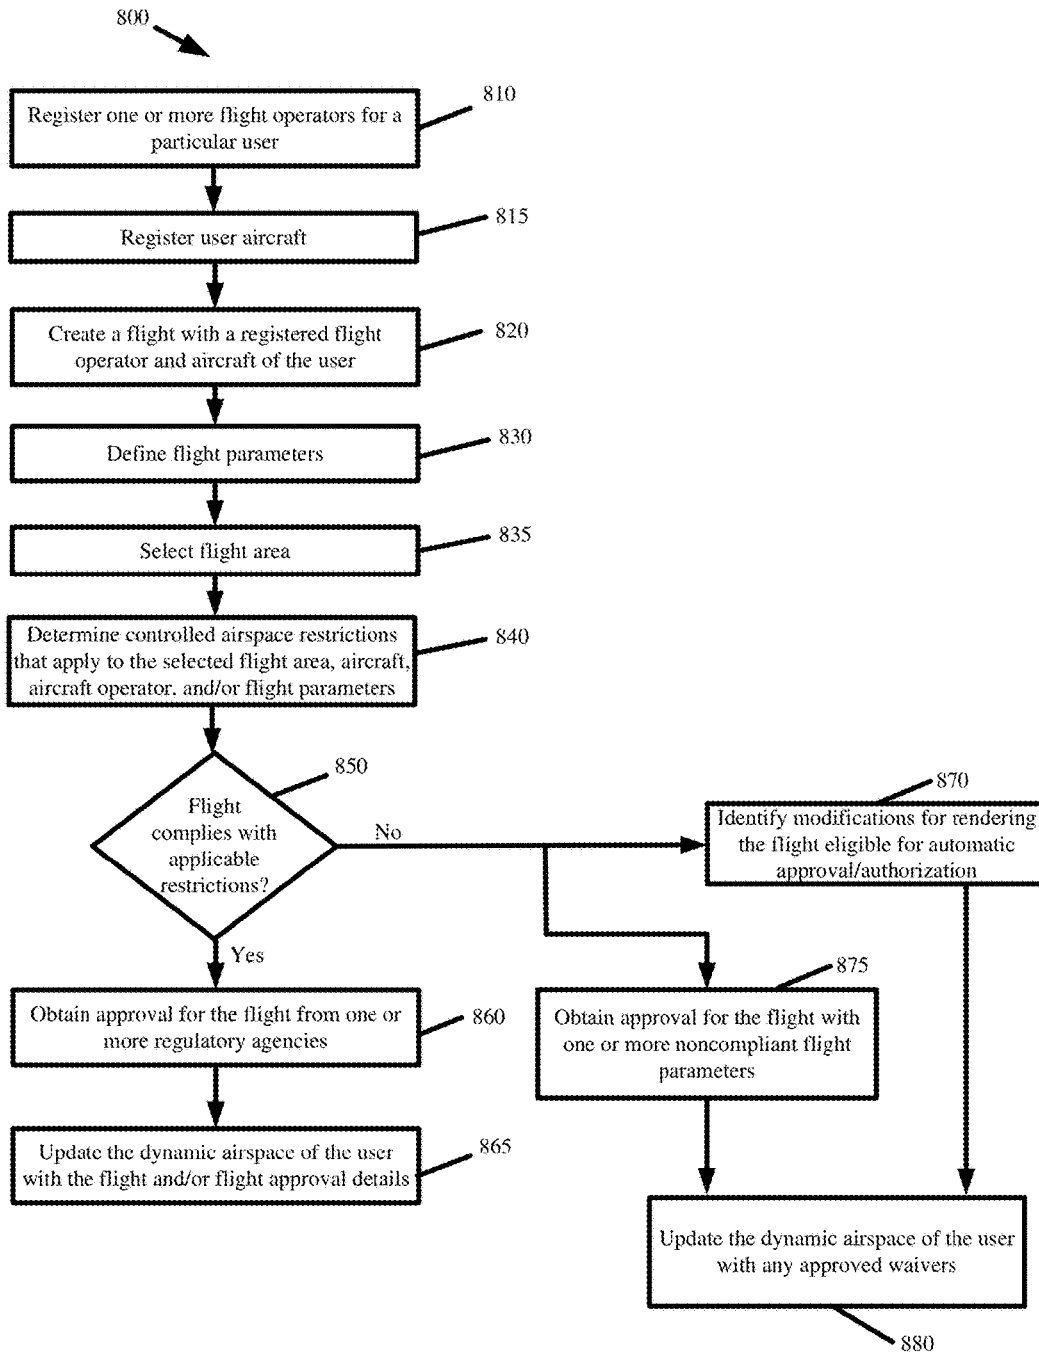 800
810
Register one or more flight operators for a
particular user
815
Register user aircraft
820
Create a flight with a registered flight
operator and aircraft of the user
830
Define flight parameters
835
Select flight area
840
Determine controlled airspace restrictions
that apply to the selected flight area, aircraft,
aircraft operator. and/or flight parameters
850
Flight
complies with
applicable
restrictions?
No
Yes
870
Identify modifications for rendering
the flight eligible for automatic
approval/authorization
860
Obtain approval for the flight from one or
more regulatory agencies
875
Obtain approval for the flight with
one or more noncompliant flight
parameters
865
Update the dynamic airspace of the user
with the flight and/or flight approval details
Update the dynamic airspace of the user
with any approved waivers
880